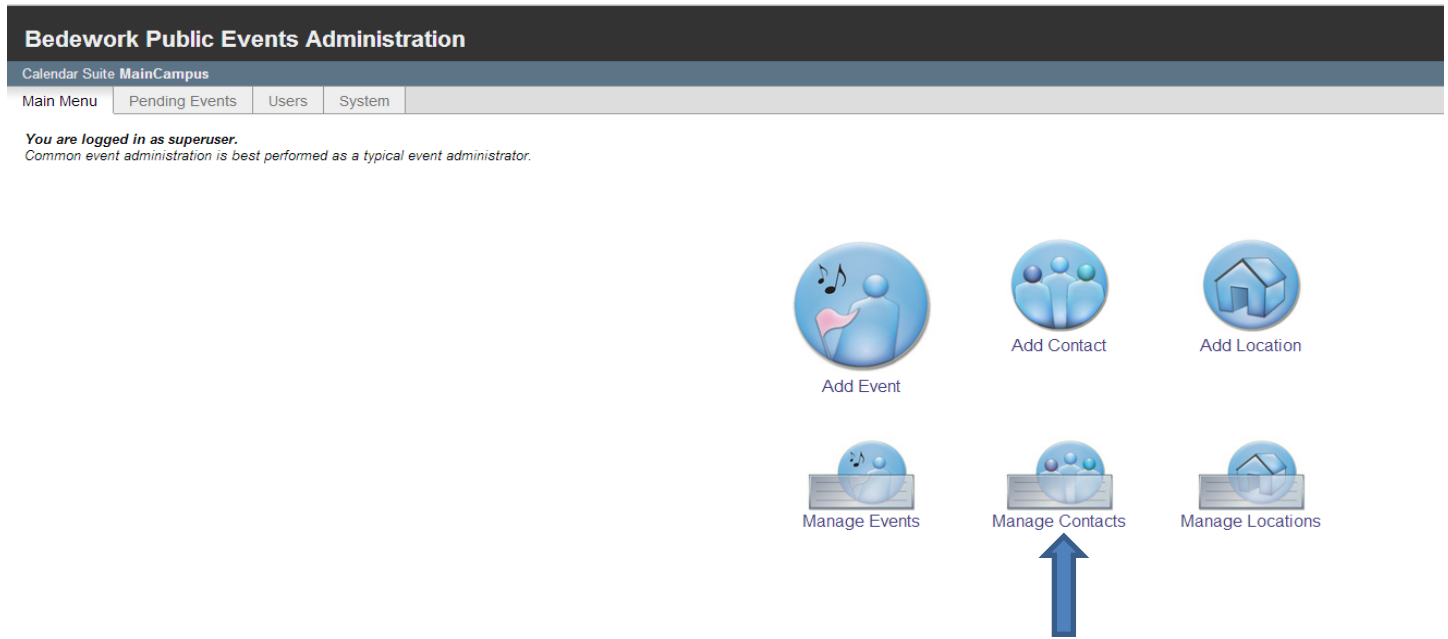 Bedework Public Events Administration
Calendar Suite MainCampus
Main Menu Pending Events Users System
You are logged in as superuser.
Common event administration is best performed as a typical event administrator.
Add Event
Add Contact
Add Location
Manage Events
Manage Contacts
Manage Locations